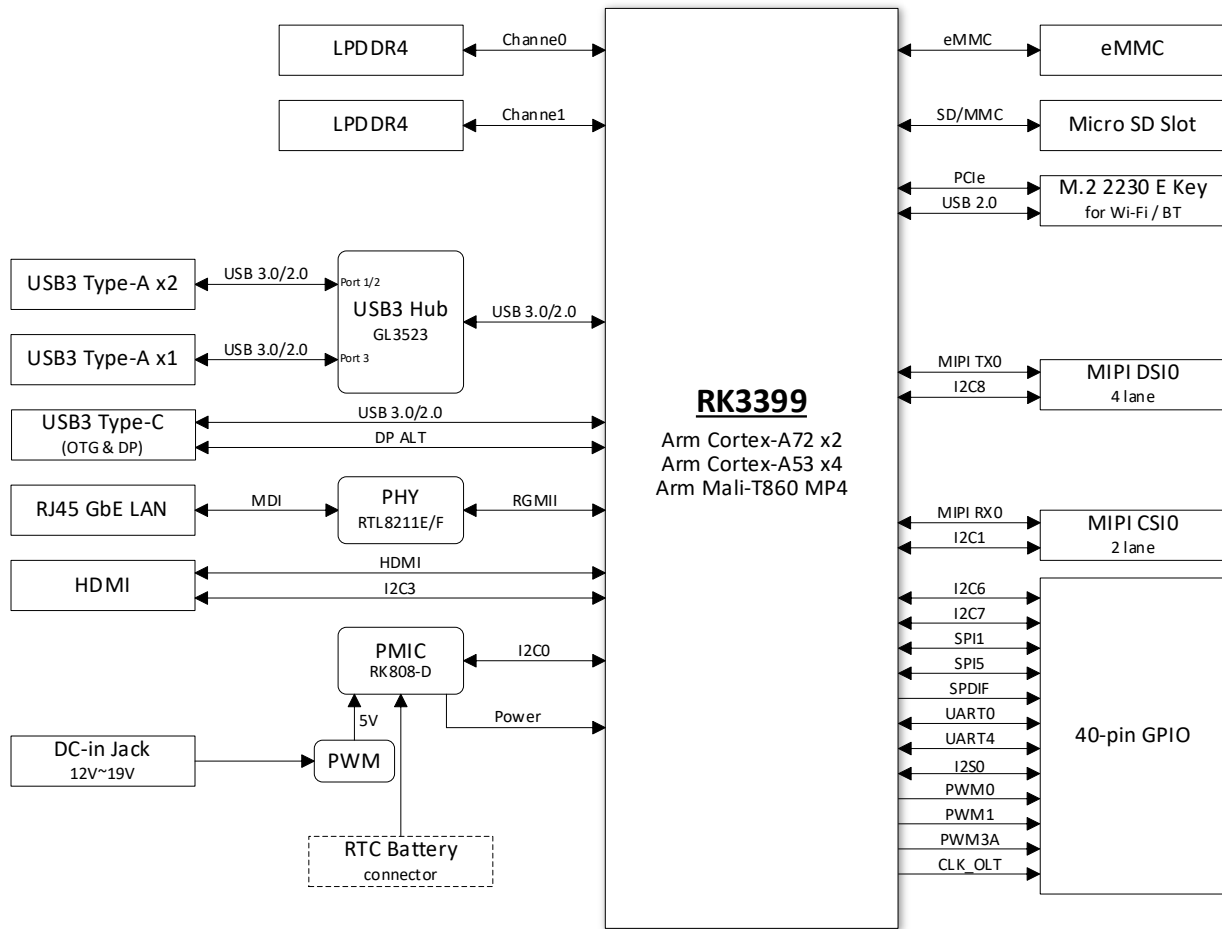 LPDDR4
Channe0
LPDDR4
Channe1
USB3 Type-A x2
USB 3.0/2.0
Port 1/2
USB3 Hub
GL3523
USB 3.0/2.0
USB3 Type-A x1
USB 3.0/2.0
Port 3
USB3 Type-C
(OTG & DP)
USB 3.0/2.0
DP ALT
RJ45 GbE LAN
MDI
PHY
RTL8211E/F
RGMII
HDMI
HDMI
I2C3
PMIC
RK808-D
I2C0
Power
5V
DC-in Jack
12V~19V
PWM
RTC Battery
connector
RK3399
Arm Cortex-A72 x2
Arm Cortex-A53 x4
Arm Mali-T860 MP4
eMMC
eMMC
SD/MMC
Micro SD Slot
PCIe
USB 2.0
M.2 2230 E Key
for Wi-Fi / BT
MIPI TX0
I2C8
MIPI DSI0
4 lane
MIPI RX0
I2C1
MIPI CSI0
2 lane
I2C6
I2C7
SPI1
SPI5
SPDIF
UART0
UART4
I2S0
PWM0
PWM1
PWM3A
CLK_OLT
40-pin GPIO